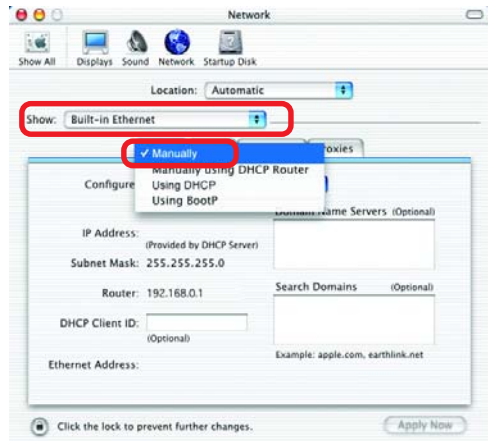 Network
Show All Displays Sound Network Startup Disk
Location: Automatic
Show: Built-in Ethernet
✓ Manually
Manually using DHCP Router
Using DHCP
Using BootP
Proxies
Configure
Domain Name Servers (Optional)
IP Address:
(Provided by DHCP Server)
Subnet Mask: 255.255.255.0
Router: 192.168.0.1
Search Domains (Optional)
DHCP Client ID:
(Optional)
Example: apple.com, earthlink.net
Ethernet Address:
Click the lock to prevent further changes.
Apply Now